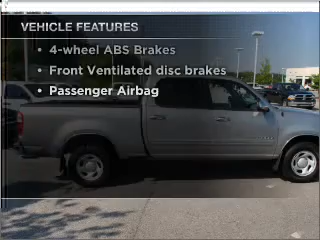 VEHICLE FEATURES
• 4-wheel ABS Brakes
• Front Ventilated disc brakes
• Passenger Airbag